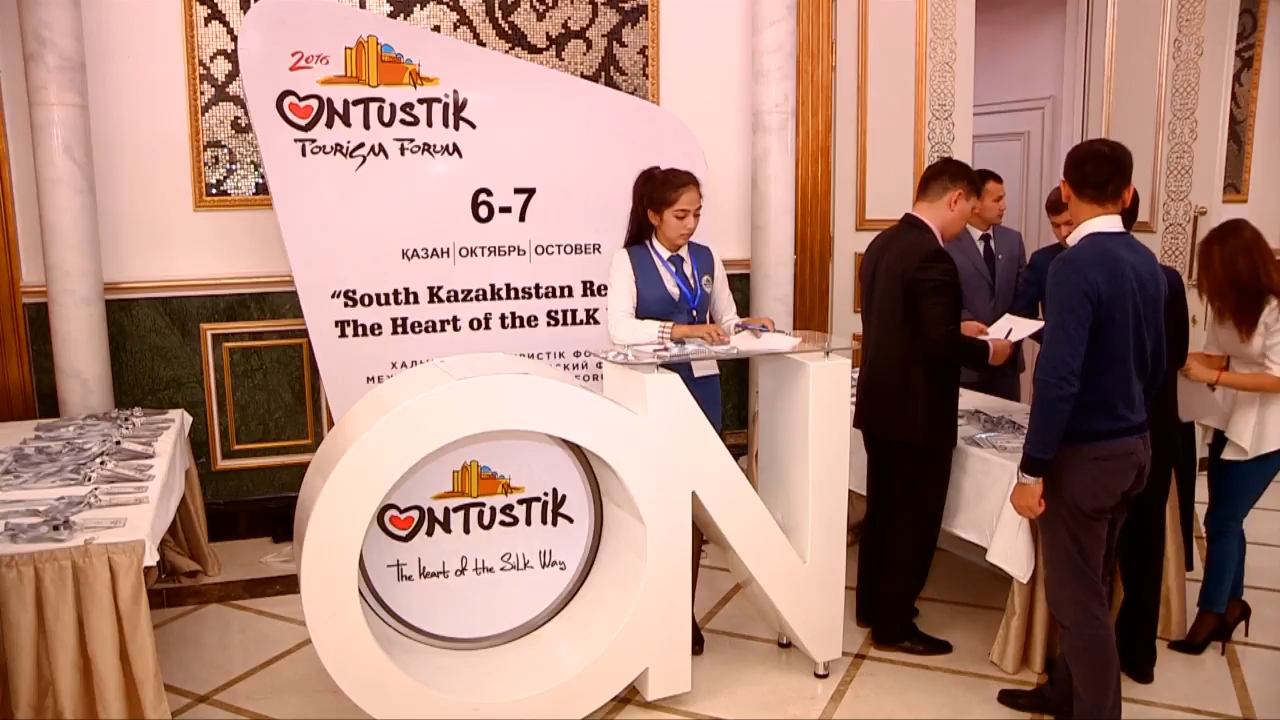 2016
ONTUSTIK
TOURISM FORUM
6-7
ҚАЗАН|ОКТЯБРЬ|OCTOBER
“South Kazakhstan
The Heart of the SILK
ONTUSTIK
The Heart of the Silk Way